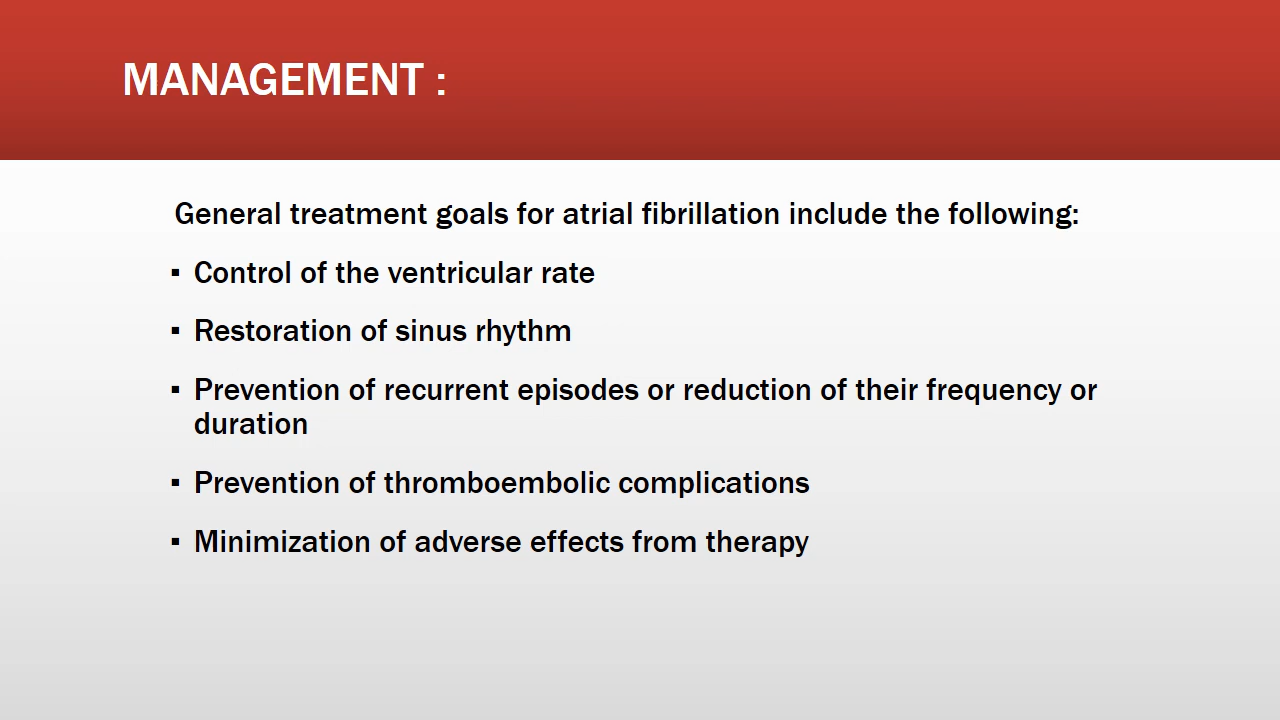 MANAGEMENT :
General treatment goals for atrial fibrillation include the following:
▪ Control of the ventricular rate
▪ Restoration of sinus rhythm
▪ Prevention of recurrent episodes or reduction of their frequency or
duration
▪ Prevention of thromboembolic complications
▪ Minimization of adverse effects from therapy